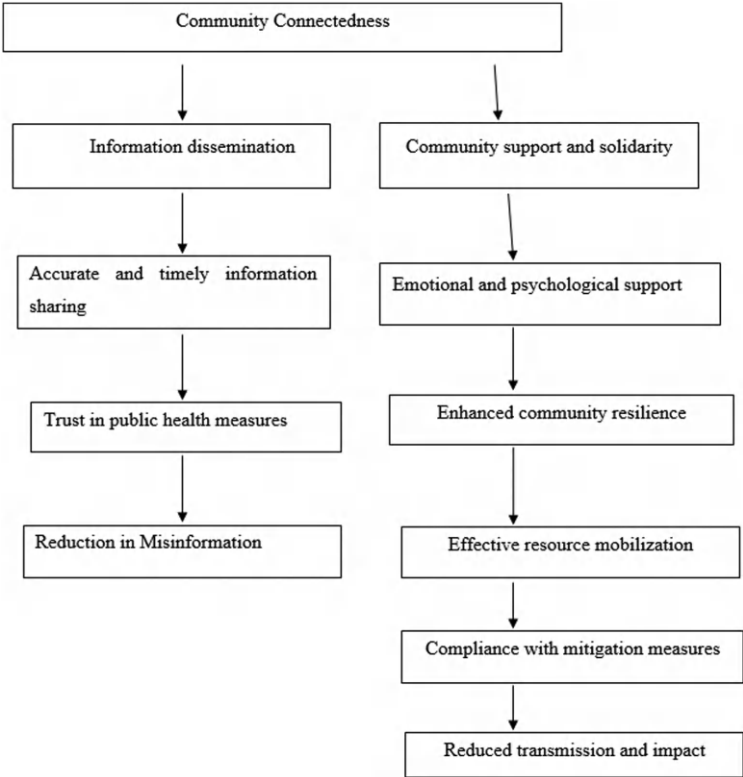 Community Connectedness
Information dissemination
Community support and solidarity
Accurate and timely information
sharing
Emotional and psychological support
Trust in public health measures
Enhanced community resilience
Reduction in Misinformation
Effective resource mobilization
Compliance with mitigation measures
Reduced transmission and impact